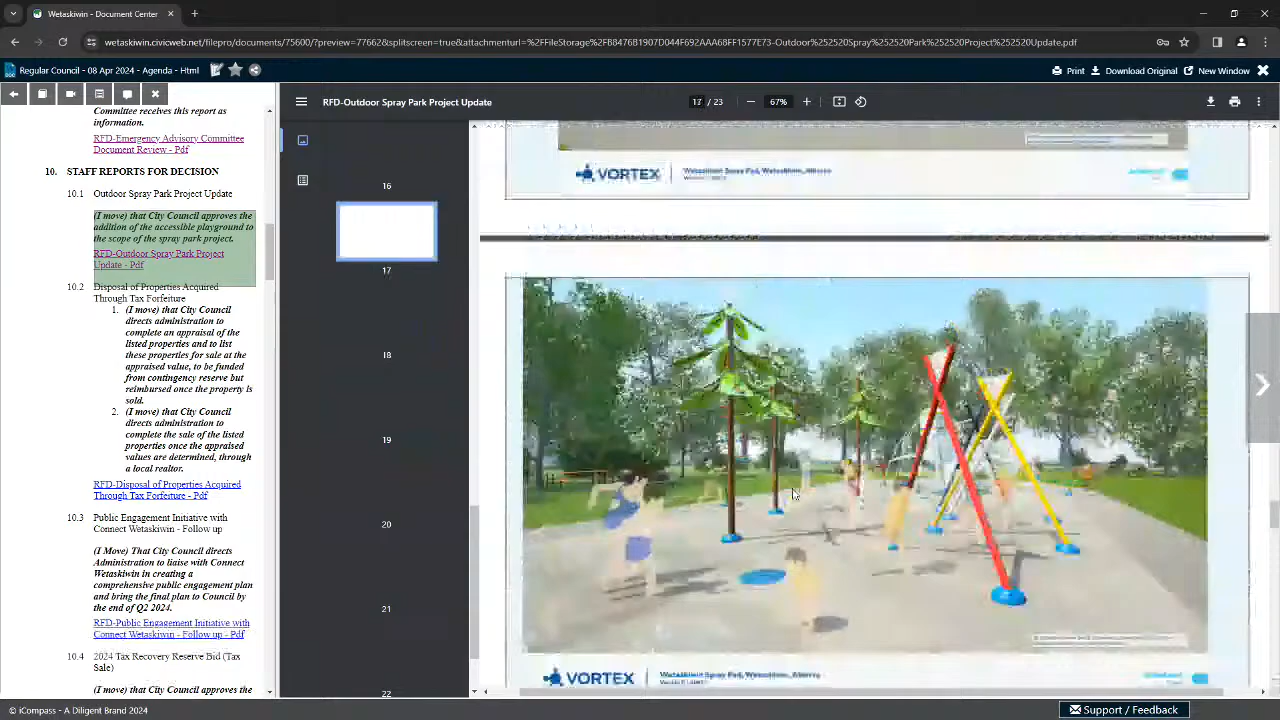 Wetaskiwin - Document Center
wetaskiwin.civicweb.net/filepro/documents/75600/?preview=77662&splitscreen=true&attachmenturl=%2FFileStorage%2FB8476B1907D044F692AAA6BFF1577E73-Outdoor%252520Spray%252520Park%252520Project%252520Update.pdf
Regular Council - 08 Apr 2024 - Agenda - Html
Print
Download Original
New Window
Committee receives this report as
information.
RFD-Emergency Advisory Committee
Document Review - Pdf
10. STAFF REPORTS FOR DECISION
10.1 Outdoor Spray Park Project Update
(I move) that City Council approves the
addition of the accessible playground to
the scope of the spray park project.
RFD-Outdoor Spray Park Project
Update - Pdf
10.2 Disposal of Properties Acquired
Through Tax Forfeiture
1. (I move) that City Council
directs administration to
complete an appraisal of the
listed properties and to list
these properties for sale at the
appraised value, to be funded
from contingency reserve but
reimbursed once the property is
sold.
2. (I move) that City Council
directs administration to
complete the sale of the listed
properties once the appraised
values are determined, through
a local realtor.
RFD-Disposal of Properties Acquired
Through Tax Forfeiture - Pdf
10.3 Public Engagement Initiative with
Connect Wetaskiwin - Follow up
(I Move) That City Council directs
Administration to liaise with Connect
Wetaskiwin in creating a
comprehensive public engagement
plan and bring the final plan to Council by
the end of Q2 2024.
RFD-Public Engagement Initiative with
Connect Wetaskiwin - Follow up - Pdf
10.4 2024 Tax Recovery Reserve Bid (Tax
Sale)
(I move) that City Council approves the
RFD-Outdoor Spray Park Project Update
17 / 23
67%
16
17
18
19
20
21
22
VORTEX
Wetaskiwin Spray Pad, Wetaskiwin, Alberta
VORTEX
Wetaskiwin Spray Pad, Wetaskiwin, Alberta
© iCompass - A Diligent Brand 2024
Support / Feedback